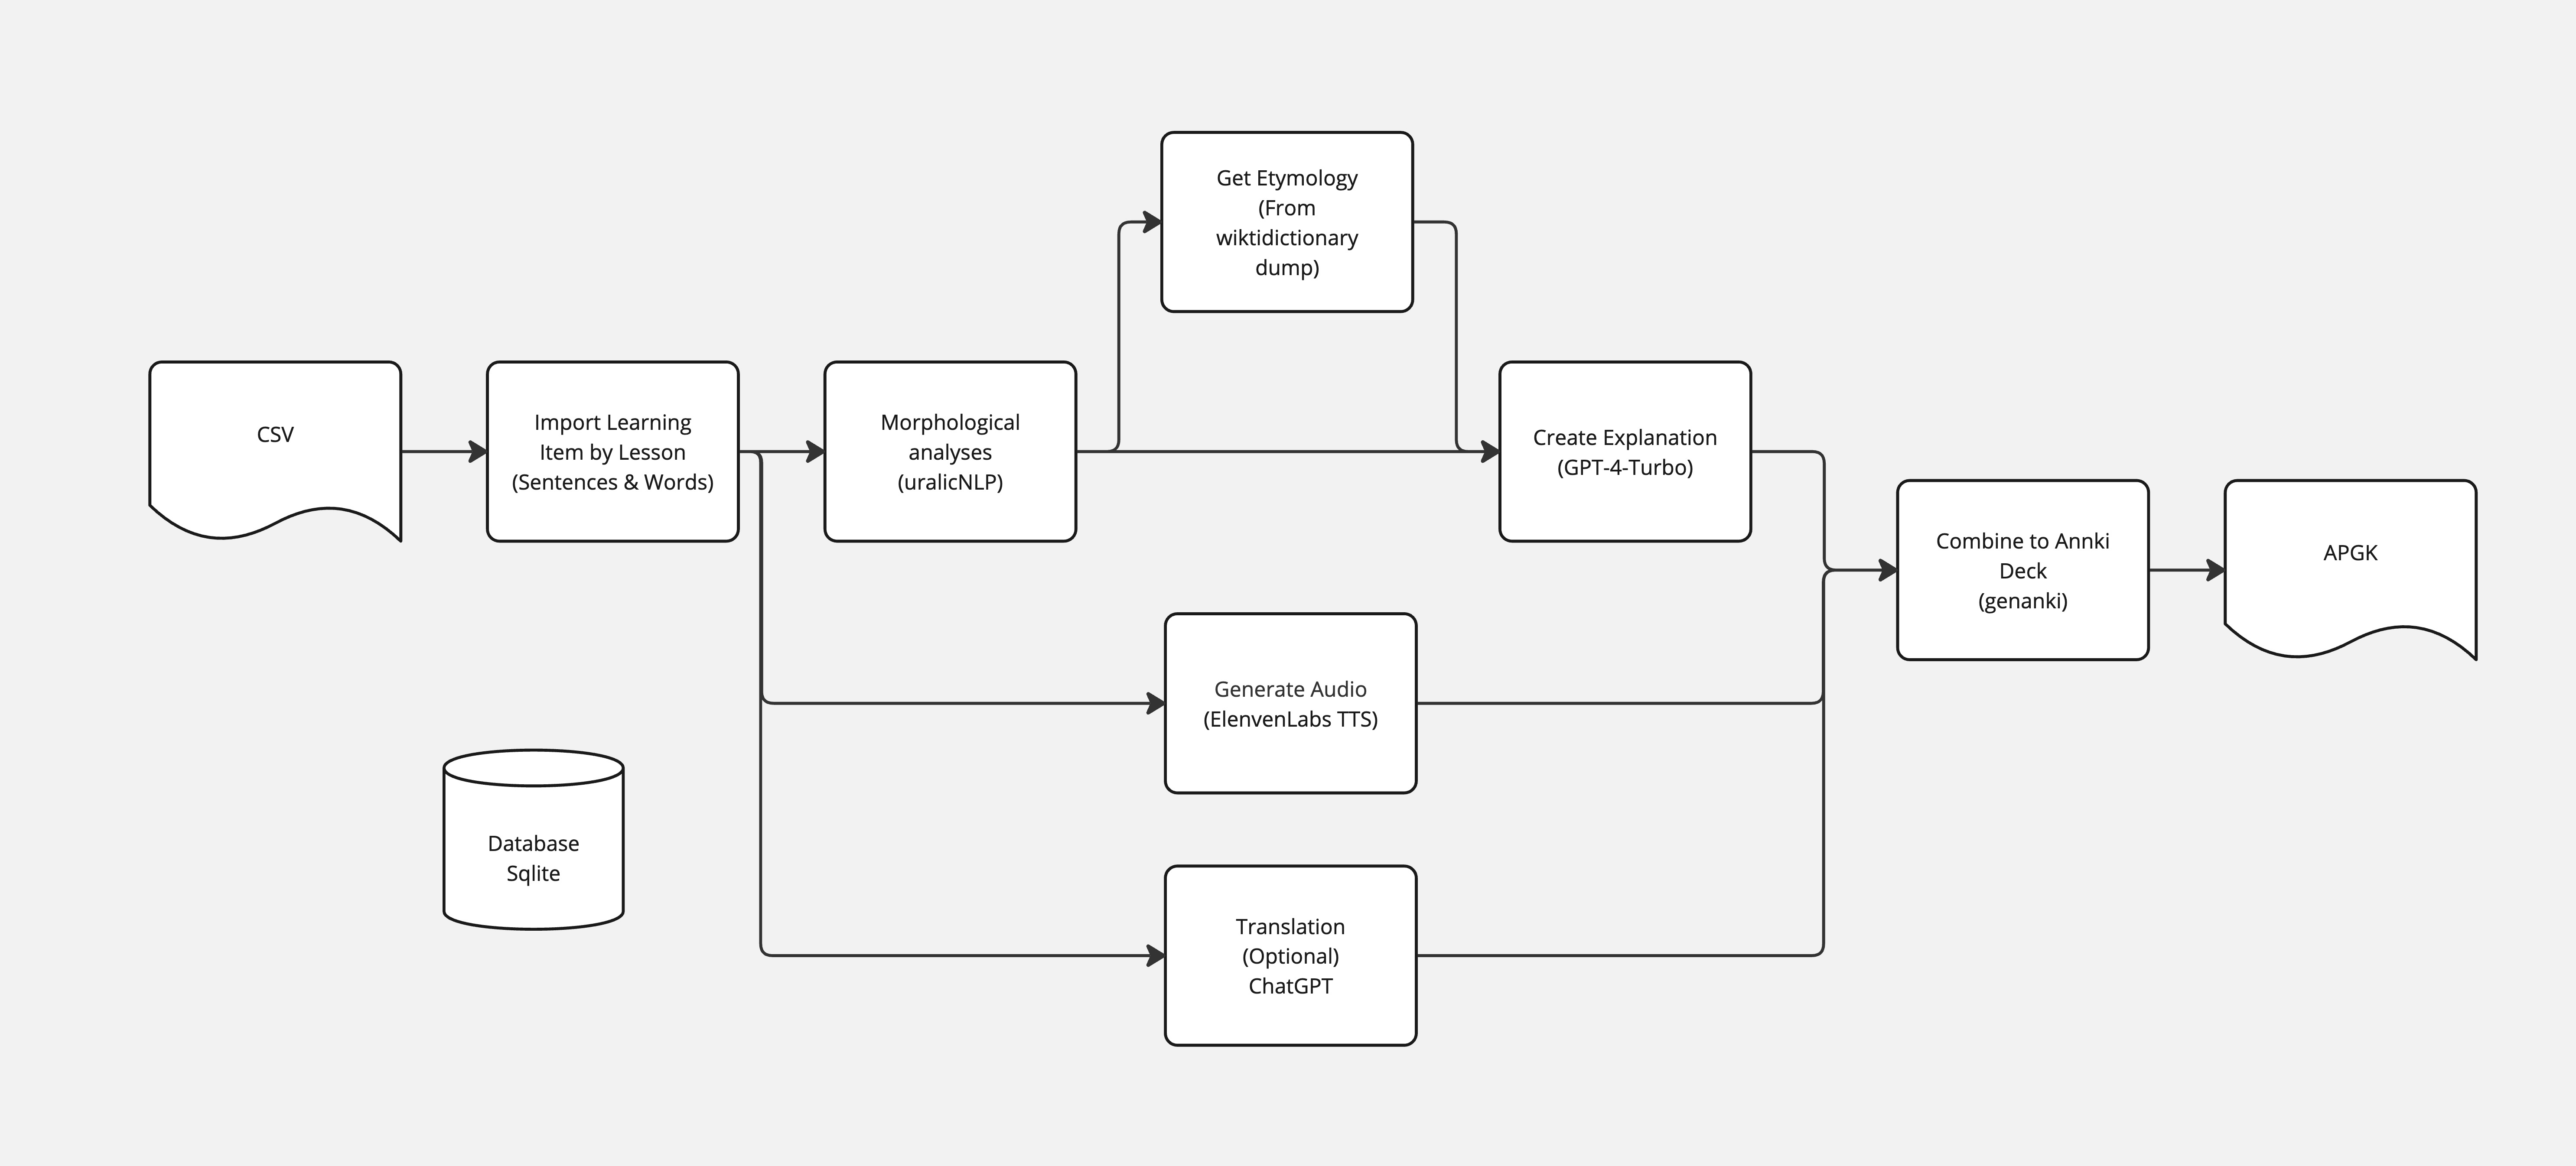 Get Etymology
(From
wiktidictionary
dump)
CSV
Import Learning
Item by Lesson
(Sentences & Words)
Morphological
analyses
(uralicNLP)
Create Explanation
(GPT-4-Turbo)
Combine to Annki
Deck
(genanki)
APGK
Generate Audio
(ElenvenLabs TTS)
Database
Sqlite
Translation
(Optional)
ChatGPT